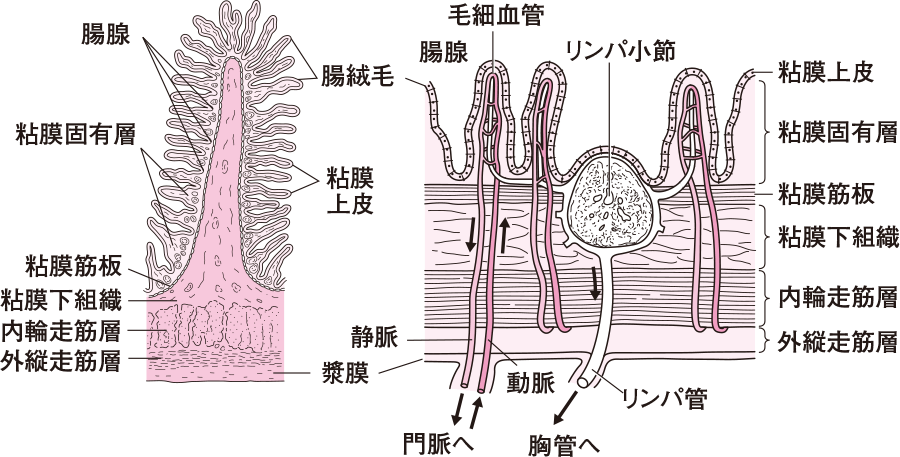 腸腺
粘膜固有層
腸絨毛
粘膜
上皮
粘膜筋板
粘膜下組織
内輪走筋層
外縦走筋層
漿膜
毛細血管
腸腺
リンパ小節
粘膜上皮
粘膜固有層
粘膜筋板
粘膜下組織
内輪走筋層
外縦走筋層
静脈
動脈
リンパ管
門脈へ
胸管へ